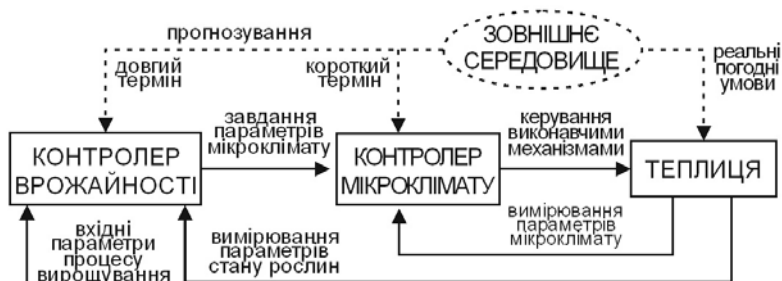 прогнозування
ЗОВНІШНЄ
СЕРЕДОВИЩЕ
довгий
термін
короткий
термін
реальні
погодні
умови
завдання
параметрів
мікроклімату
керування
виконавчими
механізмами
КОНТРОЛЕР
ВРОЖАЙНОСТІ
КОНТРОЛЕР
МІКРОКЛІМАТУ
ТЕПЛИЦЯ
вхідні
параметри
процесу
вирощування
вимірювання
параметрів
стану рослин
вимірювання
параметрів
мікроклімату